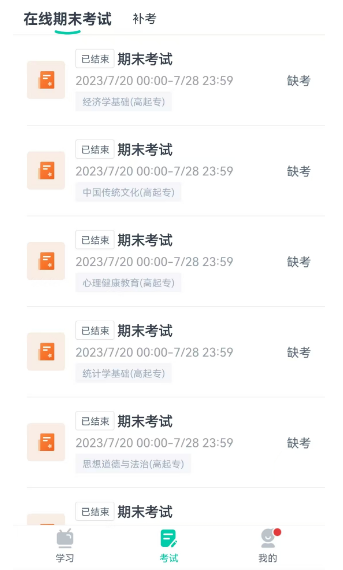 在线期末考试 补考
已结束 期末考试
2023/7/20 00:00-7/28 23:59 缺考
经济学基础(高起专)
已结束 期末考试
2023/7/20 00:00-7/28 23:59 缺考
中国传统文化(高起专)
已结束 期末考试
2023/7/20 00:00-7/28 23:59 缺考
心理健康教育(高起专)
已结束 期末考试
2023/7/20 00:00-7/28 23:59 缺考
统计学基础(高起专)
已结束 期末考试
2023/7/20 00:00-7/28 23:59 缺考
思想道德与法治(高起专)
已结束 期末考试
学习 考试 我的